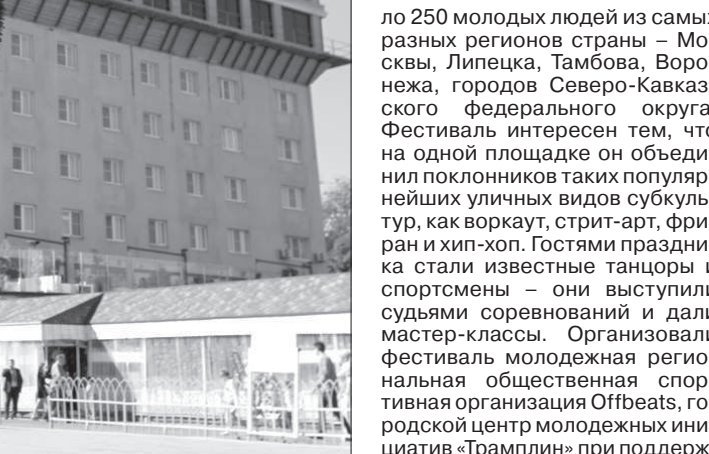 ло 250 молодых людей из самых
разных регионов страны – Мо-
сквы, Липецка, Тамбова, Воро-
нежа, городов Северо-Кавказ-
ского федерального округа.
Фестиваль интересен тем, что
на одной площадке он объеди-
нил поклонников таких популяр-
нейших уличных видов субкуль-
тур, как воркаут, стрит-арт, фри-
ран и хип-хоп. Гостями праздни-
ка стали известные танцоры и
спортсмены – они выступили
судьями соревнований и дали
мастер-классы. Организовали
фестиваль молодежная регио-
нальная общественная спор-
тивная организация Offbeats, го-
родской центр молодежных ини-
циатив «Трамплин» при поддерж-